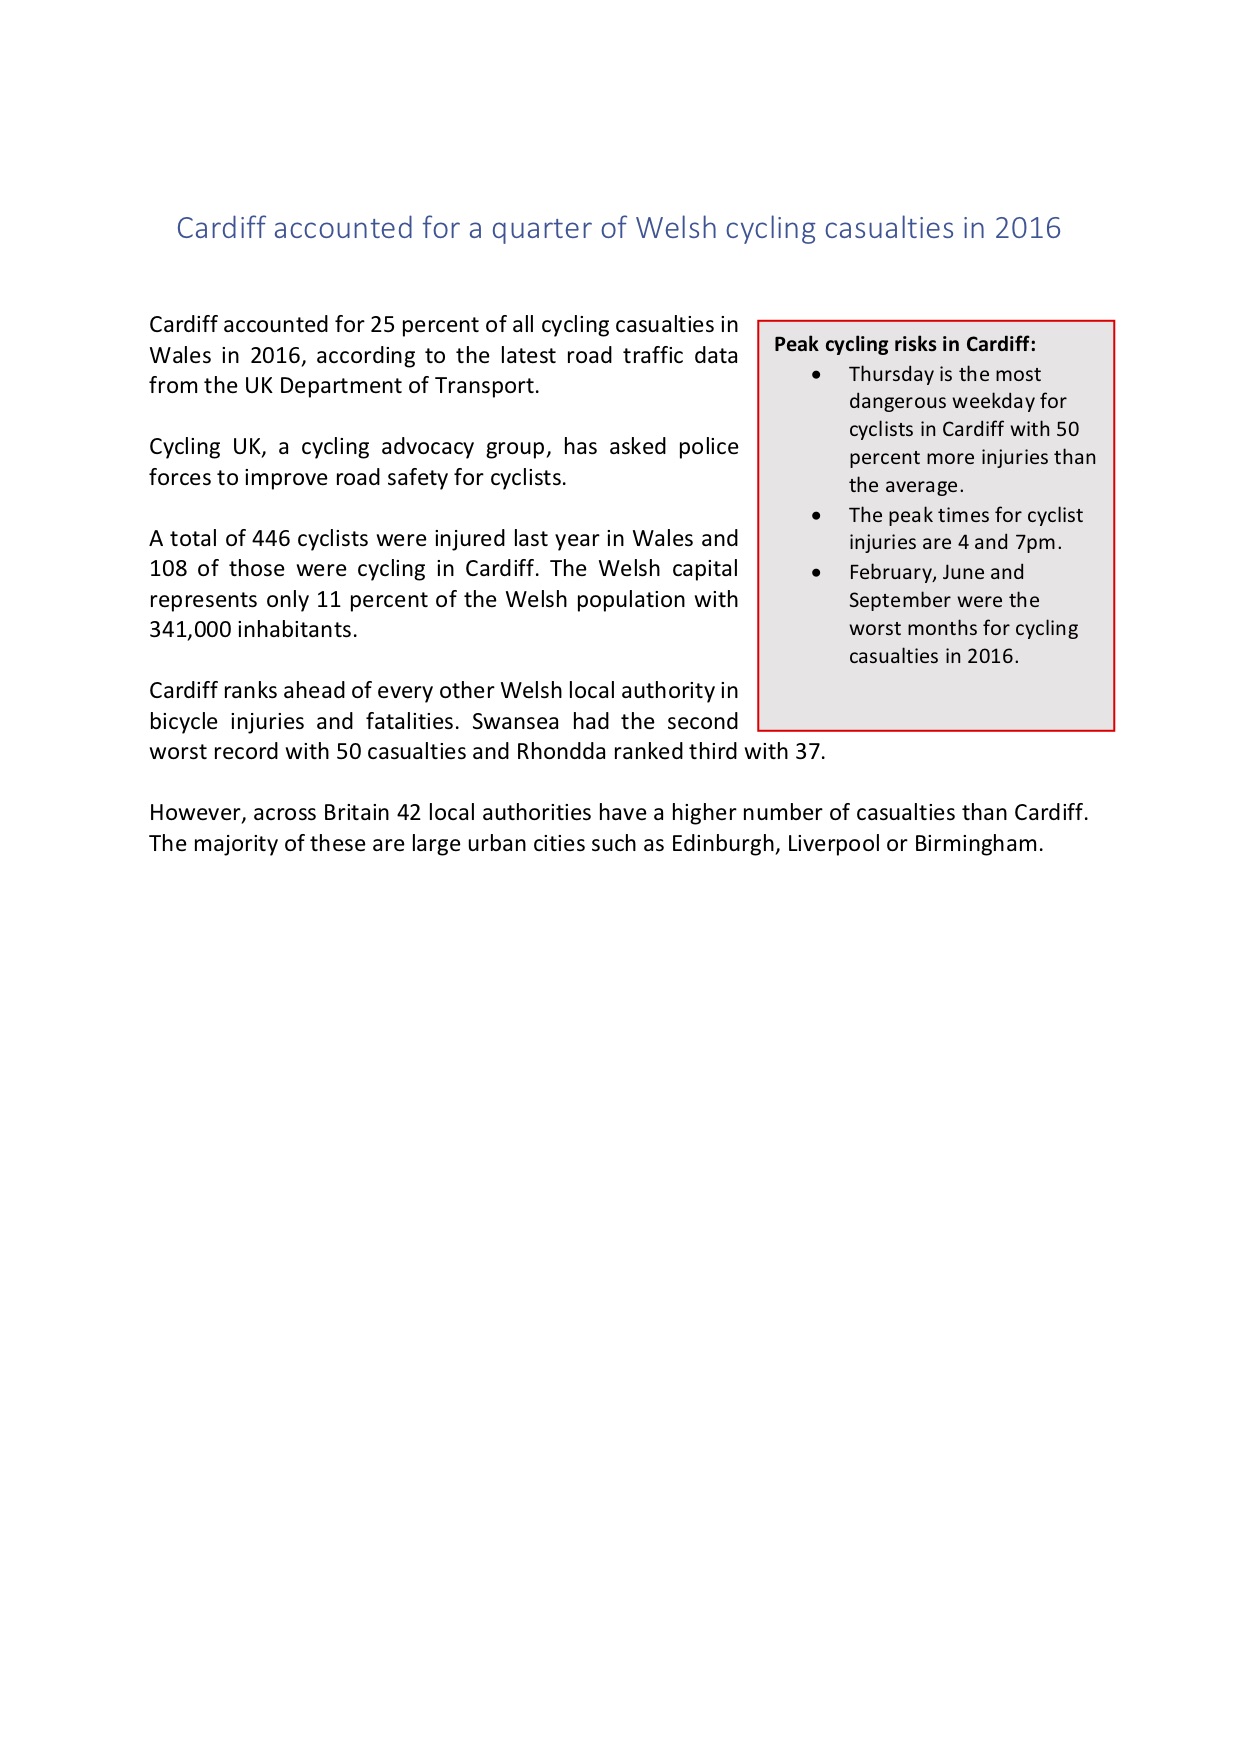 Cardiff accounted for a quarter of Welsh cycling casualties in 2016
Cardiff accounted for 25 percent of all cycling casualties in
Wales in 2016, according to the latest road traffic data
from the UK Department of Transport.
Cycling UK, a cycling advocacy group, has asked police
forces to improve road safety for cyclists.
A total of 446 cyclists were injured last year in Wales and
108 of those were cycling in Cardiff. The Welsh capital
represents only 11 percent of the Welsh population with
341,000 inhabitants.
Cardiff ranks ahead of every other Welsh local authority in
bicycle injuries and fatalities. Swansea had the second
worst record with 50 casualties and Rhondda ranked third with 37.
However, across Britain 42 local authorities have a higher number of casualties than Cardiff.
The majority of these are large urban cities such as Edinburgh, Liverpool or Birmingham.
Peak cycling risks in Cardiff:
• Thursday is the most
dangerous weekday for
cyclists in Cardiff with 50
percent more injuries than
the average.
• The peak times for cyclist
injuries are 4 and 7pm.
• February, June and
September were the
worst months for cycling
casualties in 2016.